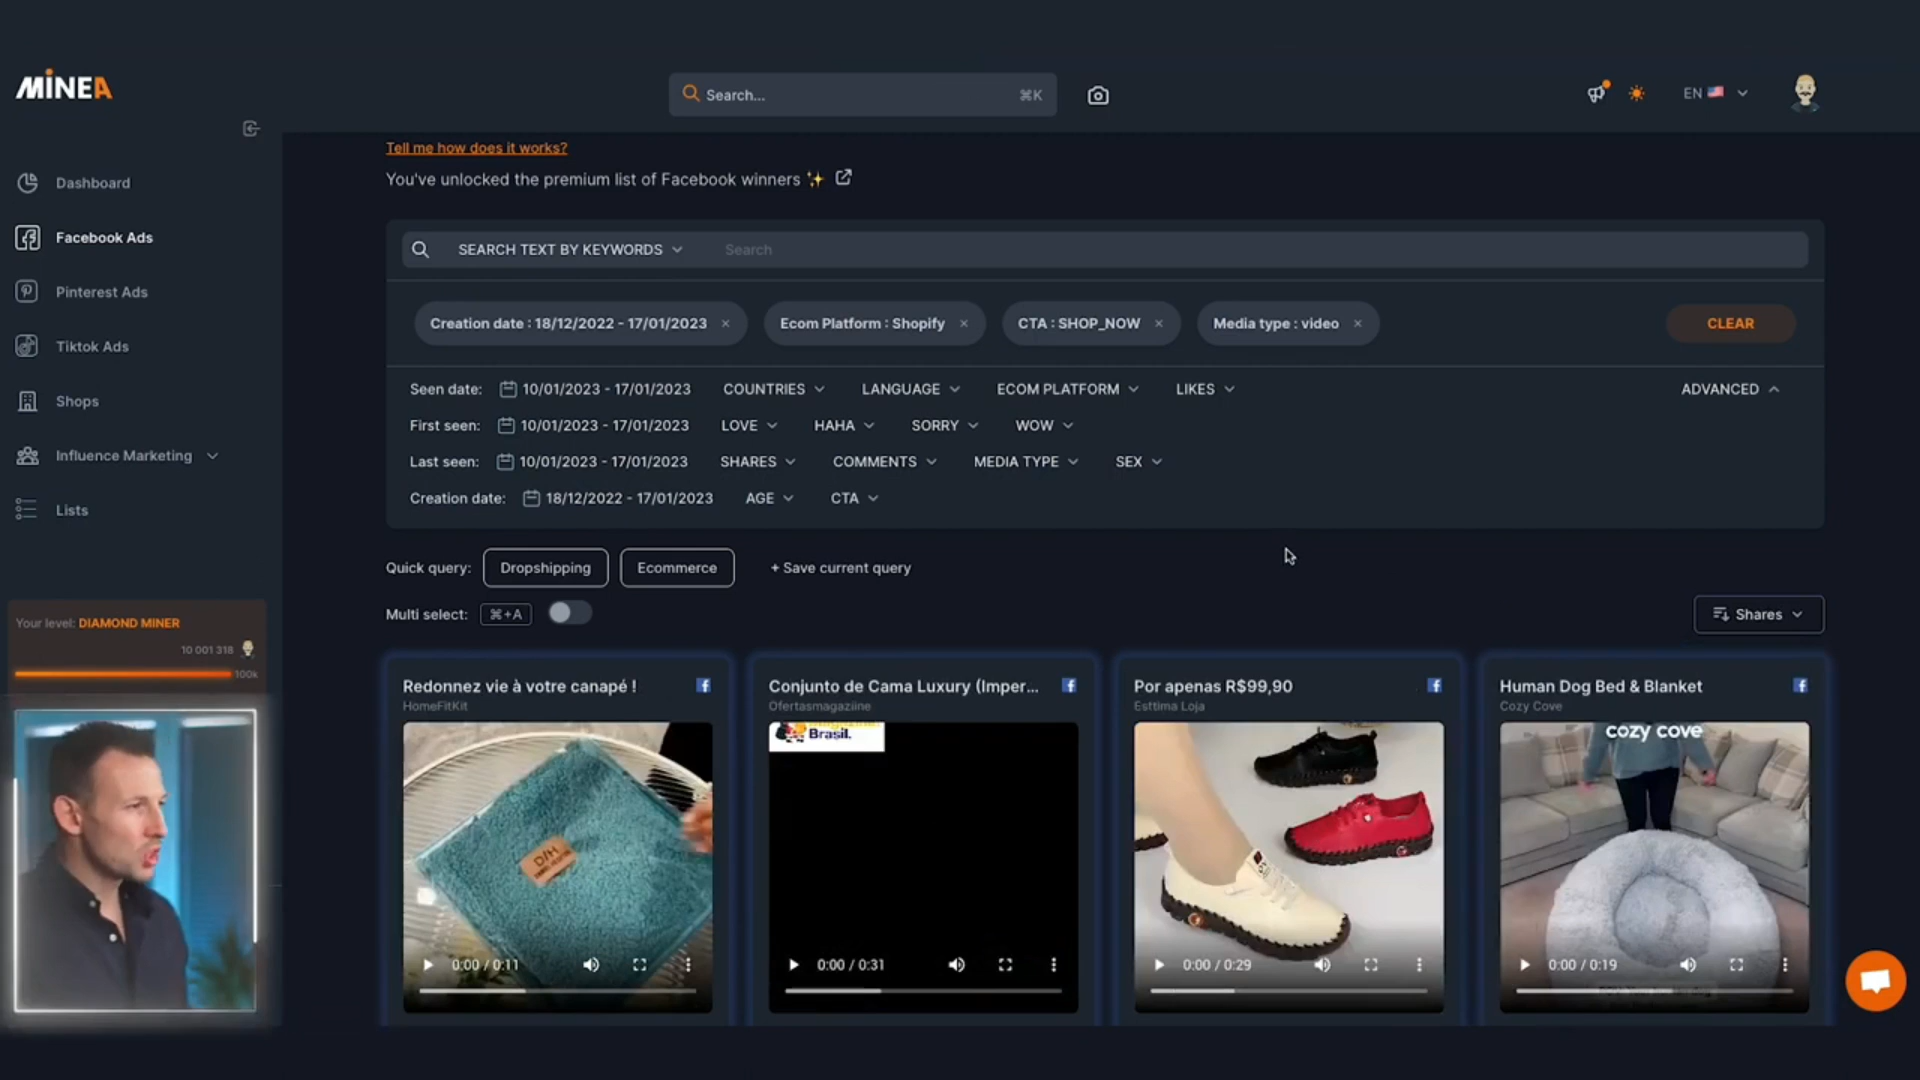 MINEA
Search...
⌘K
EN
Tell me how does it works?
You've unlocked the premium list of Facebook winners ✨
Dashboard
Facebook Ads
Pinterest Ads
Tiktok Ads
Shops
Influence Marketing
Lists
SEARCH TEXT BY KEYWORDS
Search
Creation date : 18/12/2022 - 17/01/2023 ×
Ecom Platform : Shopify ×
CTA : SHOP_NOW ×
Media type : video ×
CLEAR
Seen date: 10/01/2023 - 17/01/2023 COUNTRIES LANGUAGE ECOM PLATFORM LIKES ADVANCED
First seen: 10/01/2023 - 17/01/2023 LOVE HAHA SORRY WOW
Last seen: 10/01/2023 - 17/01/2023 SHARES COMMENTS MEDIA TYPE SEX
Creation date: 18/12/2022 - 17/01/2023 AGE CTA
Quick query: Dropshipping Ecommerce + Save current query
Multi select: ⌘+A
Shares
Your level: DIAMOND MINER
10 001 318
100k
Redonnez vie à votre canapé !
HomeFitKit
D/H
0:00 / 0:11
Conjunto de Cama Luxury (Imper...
Ofertasmagaziine
Brasil.
0:00 / 0:31
Por apenas R$99,90
Esttima Loja
0:00 / 0:29
Human Dog Bed & Blanket
Cozy Cove
cozy cove
0:00 / 0:19